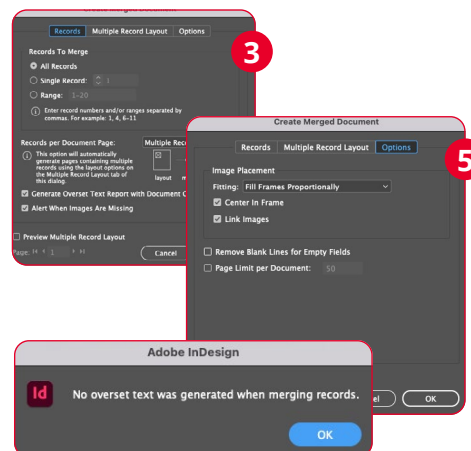 Records Multiple Record Layout Options
3
Records To Merge
All Records
Single Record: 1
Range: 1-20
Enter record numbers and/or ranges separated by
commas. For example: 1, 4, 6-11
Records per Document Page: Multiple
This option will automatically
generate pages containing multiple
records using the layout options on
the Multiple Record Layout tab of
this dialog.
layout
Generate Overset Text Report with Document
Alert When Images Are Missing
Preview Multiple Record Layout
Page: 1
Cancel
Create Merged Document
5
Records Multiple Record Layout Options
Image Placement
Fitting: Fill Frames Proportionally
Center In Frame
Link Images
Remove Blank Lines for Empty Fields
Page Limit per Document: 50
OK
Adobe InDesign
Id
No overset text was generated when merging records.
OK